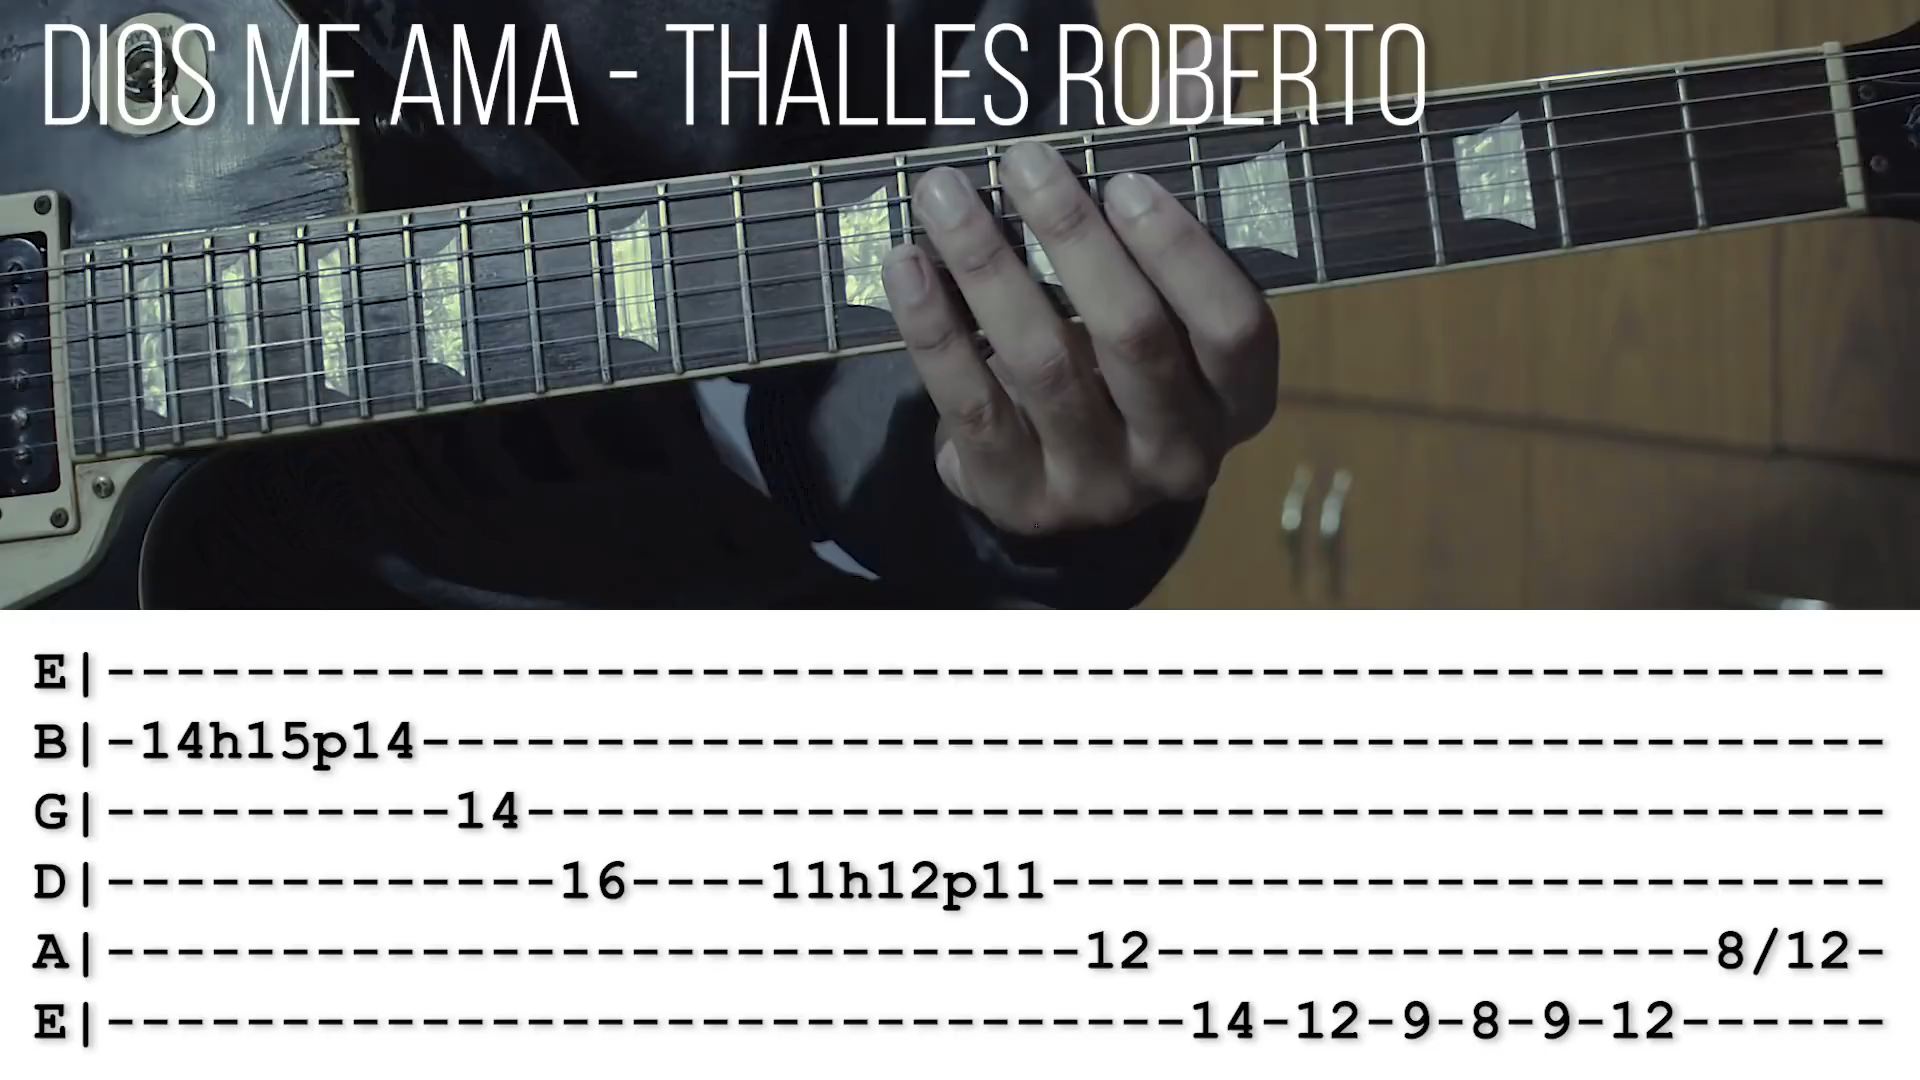 DIOS ME AMA - THALLES ROBERTO
E|---------------------------------------------------
B|-14h15p14------------------------------------------
G|----------14---------------------------------------
D|-------------16----11h12p11------------------------
A|----------------------------12----------------8/12-
E|-------------------------------14-12-9-8-9-12------